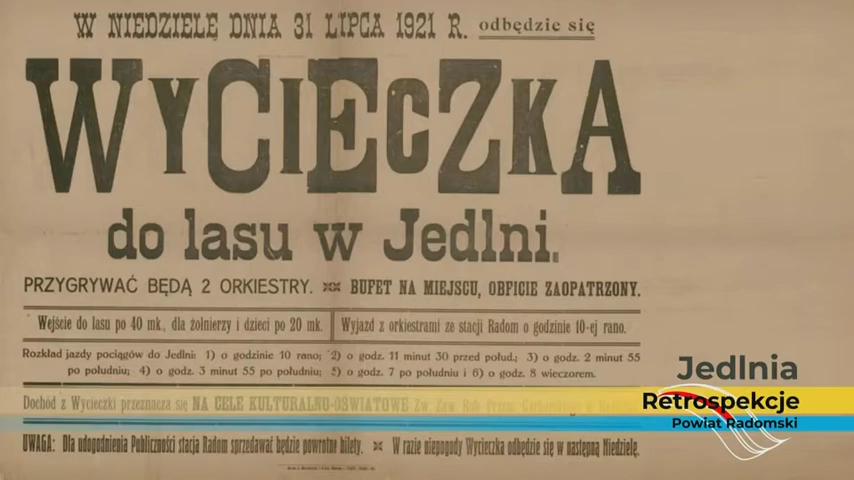 W NIEDZIELĘ DNIA 31 LIPCA 1921 R. odbędzie się
WYCIECZKA
do lasu w Jedlni.
PRZYGRYWAĆ BĘDĄ 2 ORKIESTRY. BUFET NA MIEJSCU, OBFICIE ZAOPATRZONY.
Wejście do lasu po 40 mk., dla żołnierzy i dzieci po 20 mk. Wyjazd z orkiestrami ze stacji Radom o godzinie 10-ej rano.
Rozkład jazdy pociągów do Jedlni: 1) o godzinie 10 rano; 2) o godz. 11 minut 30 przed połud.; 3) o godz. 2 minut 55
po południu; 4) o godz. 3 minut 55 po południu; 5) o godz. 7 po południu i 6) o godz. 8 wieczorem.
Dochód z Wycieczki przeznacza się NA CELE KULTURALNO-OŚWIATOWE Zw. Zaw. Rob. Przem.
UWAGA: Dla udogodnienia Publiczności stacja Radom sprzedawać będzie powrotne bilety. W razie niepogody Wycieczka odbędzie się w następną Niedzielę.
Jedlnia
Retrospekcje
Powiat Radomski